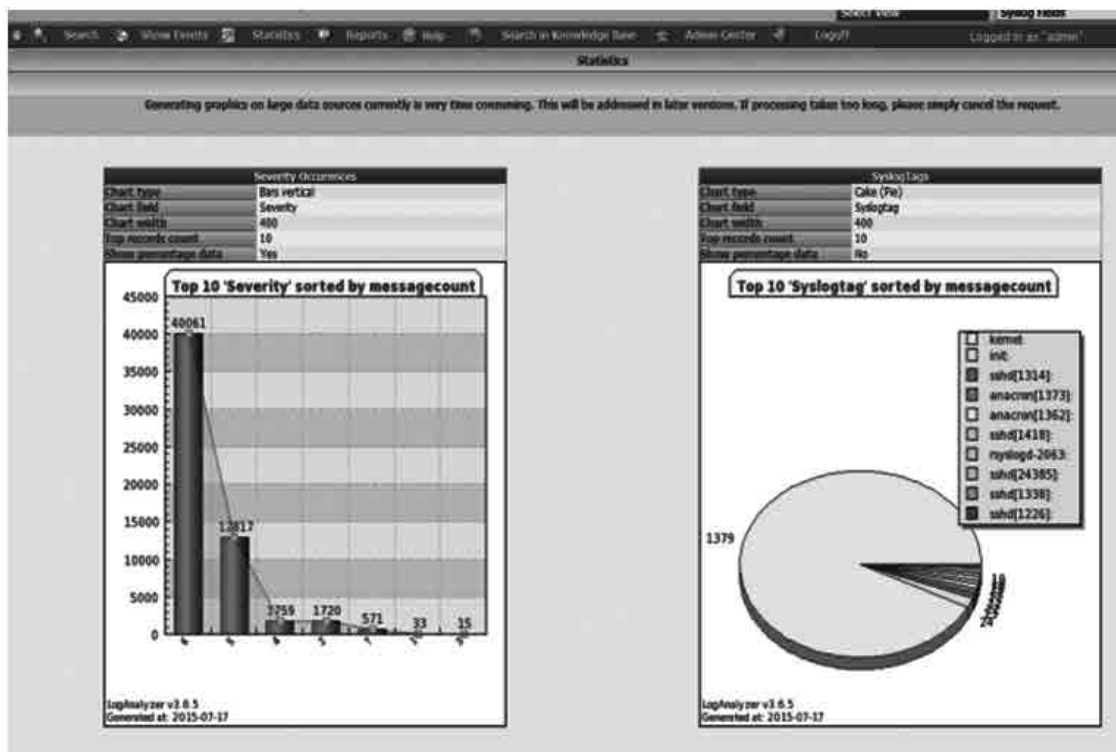 Select View
Syslog Fields
Search Show Events Statistics Reports Help Search in Knowledge Base Admin Center Logoff Logged in as "admin"
Statistics
Generating graphics on large data sources currently is very time consuming. This will be addressed in later versions. If processing takes too long, please simply cancel the request.
Severity Occurences
Chart type Bars vertical
Chart field Severity
Chart width 400
Top records count 10
Show percentage data Yes
Top 10 'Severity' sorted by messagecount
45000
40000
35000
30000
25000
20000
15000
10000
5000
0
40061
12817
1720
571
33
15
6
5
4
LogAnalyzer v3.6.5
Generated at: 2015-07-17
SyslogTags
Chart type Cake (Pie)
Chart field Syslogtag
Chart width 400
Top records count 10
Show percentage data No
Top 10 'Syslogtag' sorted by messagecount
kernel:
init:
sshd[1314]:
anacron[1373]:
anacron[1362]:
sshd[1418]:
rsyslogd-2063:
sshd[24385]:
sshd[1338]:
sshd[1226]:
1379
LogAnalyzer v3.6.5
Generated at: 2015-07-17